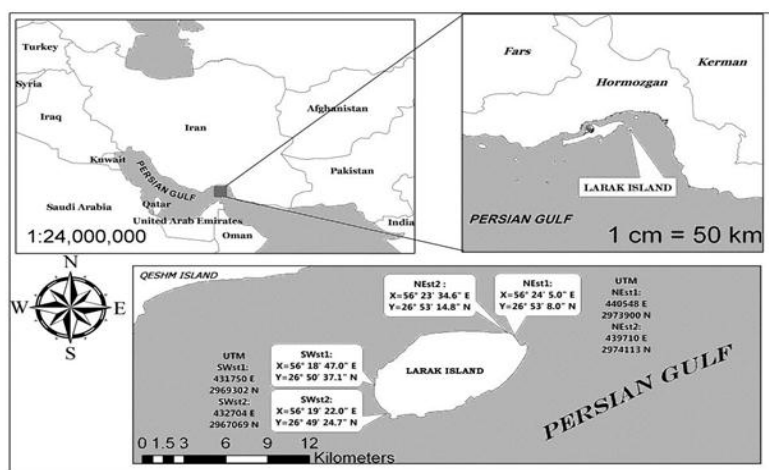 Turkey
Syria
Iraq
Iran
Afghanistan
Kuwait
Pakistan
PERSIAN GULF
Qatar
Saudi Arabia
United Arab Emirates
India
Oman
1:24,000,000
Fars
Kerman
Hormozgan
LARAK ISLAND
PERSIAN GULF
1 cm = 50 km
N
W E
S
QESHM ISLAND
NEst2 :
X=56° 23' 34.6" E
Y=26° 53' 14.8" N
NEst1:
X=56° 24' 5.0" E
Y=26° 53' 8.0" N
UTM
NEst1:
440548 E
2973900 N
NEst2:
439710 E
2974113 N
UTM
SWst1:
431750 E
2969302 N
SWst2:
432704 E
2967069 N
SWst1:
X=56° 18' 47.0" E
Y=26° 50' 37.1" N
SWst2:
X=56° 19' 22.0" E
Y=26° 49' 24.7" N
LARAK ISLAND
PERSIAN GULF
0 1.5 3 6 9 12
Kilometers